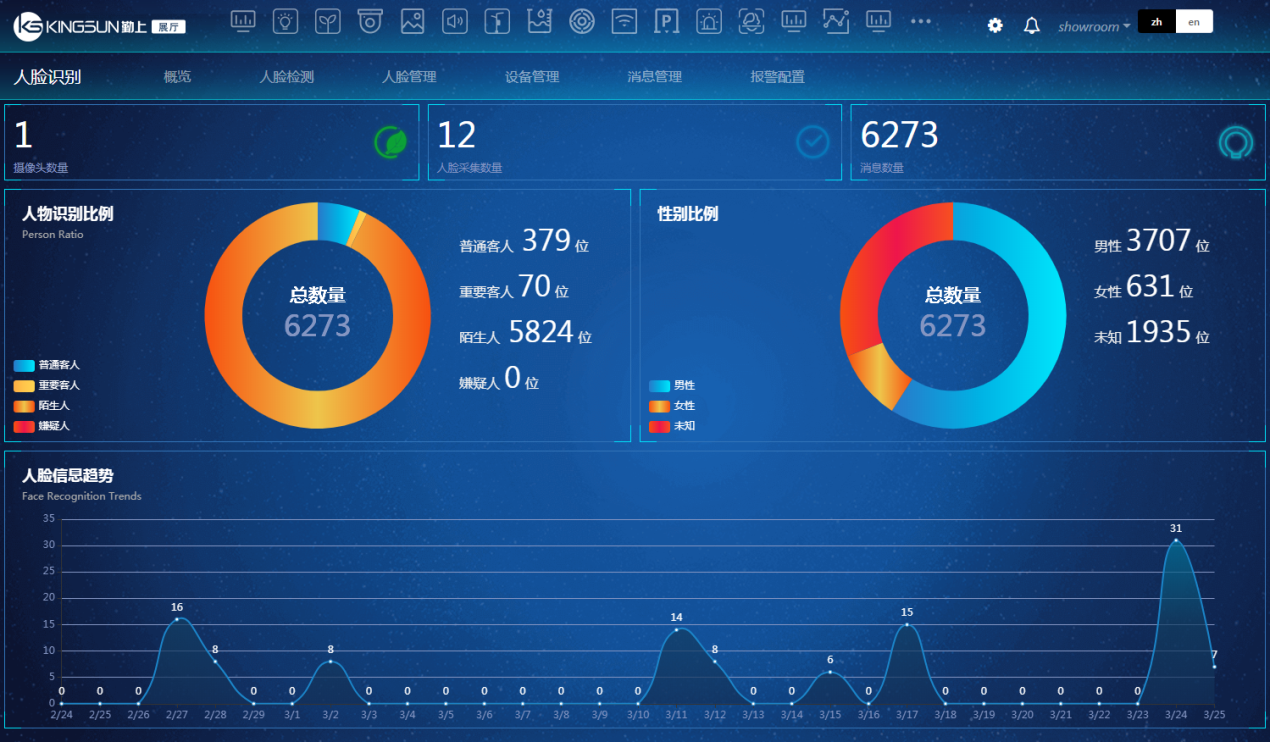 KS KINGSUN 勤上 展厅 P showroom zh en
人脸识别 概览 人脸检测 人脸管理 设备管理 消息管理 报警配置
1
摄像头数量
12
人脸采集数量
6273
消息数量
人物识别比例
Person Ratio
总数量
6273
普通客人 379 位
重要客人 70 位
陌生人 5824 位
嫌疑人 0 位
普通客人
重要客人
陌生人
嫌疑人
性别比例
总数量
6273
男性 3707 位
女性 631 位
未知 1935 位
男性
女性
未知
人脸信息趋势
Face Recognition Trends
35
30
25
20
15
10
5
0
0 0 0 16 8 0 0 8 0 0 0 0 0 0 0 0 14 8 0 0 6 0 15 0 0 0 0 0 0 31 7
2/24 2/25 2/26 2/27 2/28 2/29 3/1 3/2 3/3 3/4 3/5 3/6 3/7 3/8 3/9 3/10 3/11 3/12 3/13 3/14 3/15 3/16 3/17 3/18 3/19 3/20 3/21 3/22 3/23 3/24 3/25